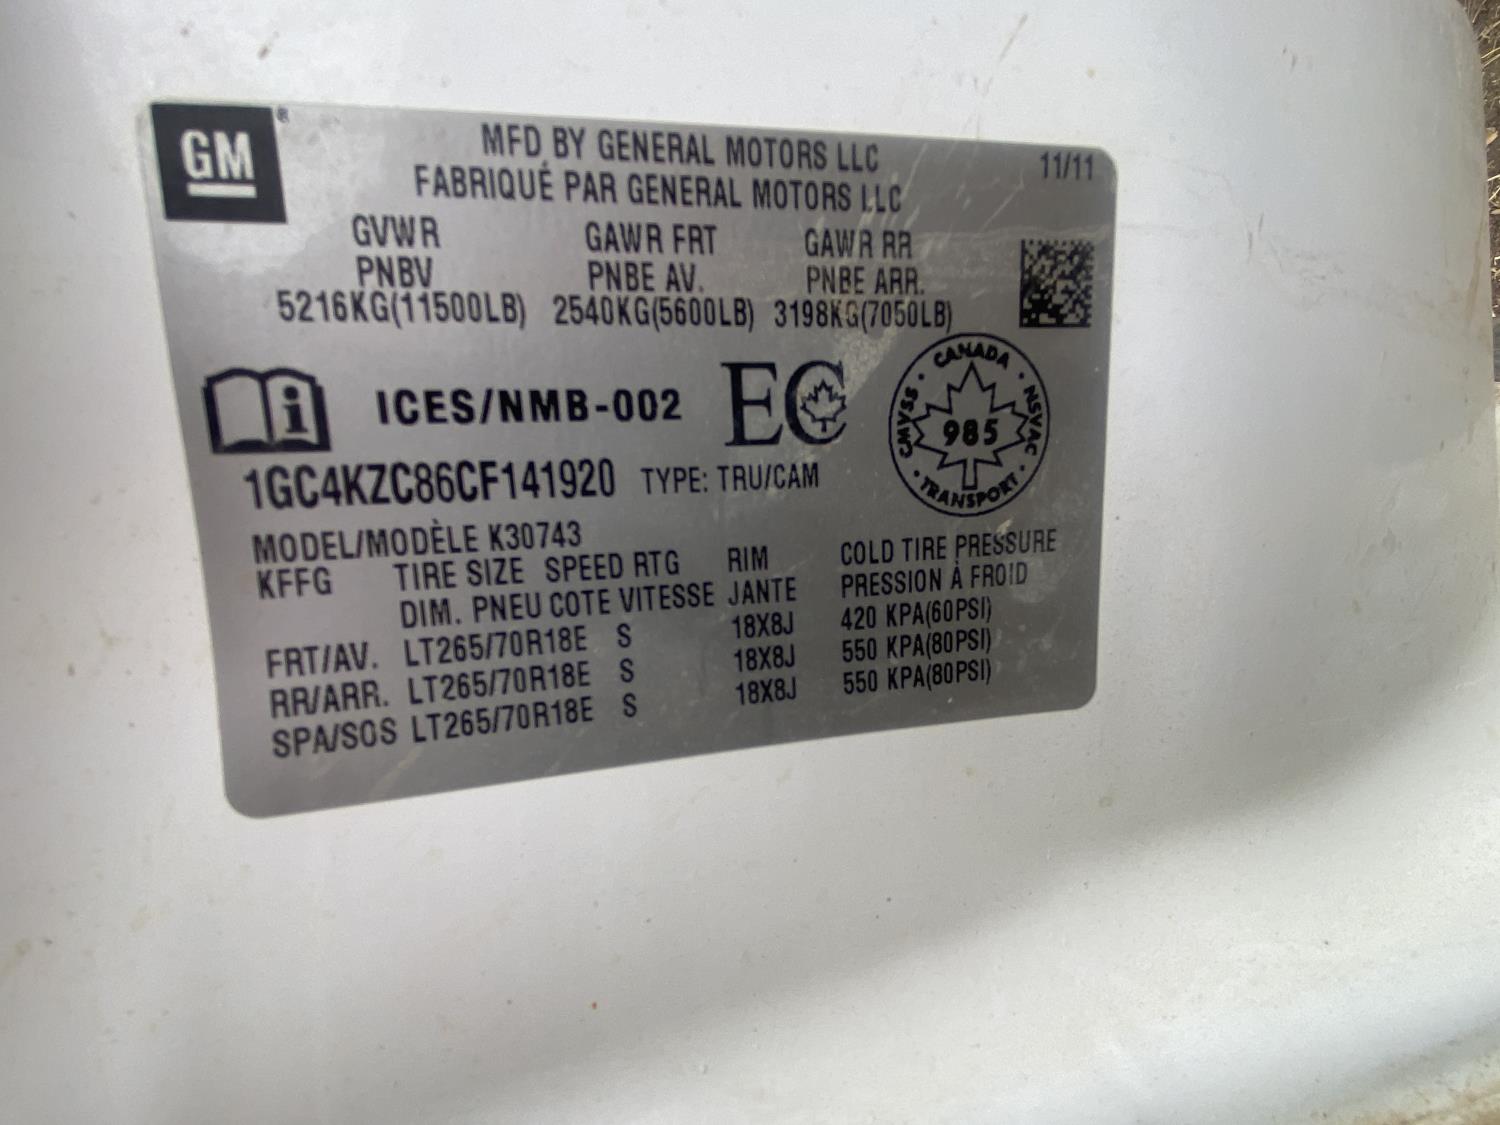 GM
MFD BY GENERAL MOTORS LLC 11/11
FABRIQUÉ PAR GENERAL MOTORS LLC
GVWR GAWR FRT GAWR RR
PNBV PNBE AV. PNBE ARR.
5216KG(11500LB) 2540KG(5600LB) 3198KG(7050LB)
i ICES/NMB-002 EC
CANADA
CMVSS 985 NSVAC
TRANSPORT
1GC4KZC86CF141920 TYPE: TRU/CAM
MODEL/MODÈLE K30743
KFFG TIRE SIZE SPEED RTG RIM COLD TIRE PRESSURE
DIM. PNEU COTE VITESSE JANTE PRESSION À FROID
FRT/AV. LT265/70R18E S 18X8J 420 KPA(60PSI)
RR/ARR. LT265/70R18E S 18X8J 550 KPA(80PSI)
SPA/SOS LT265/70R18E S 18X8J 550 KPA(80PSI)